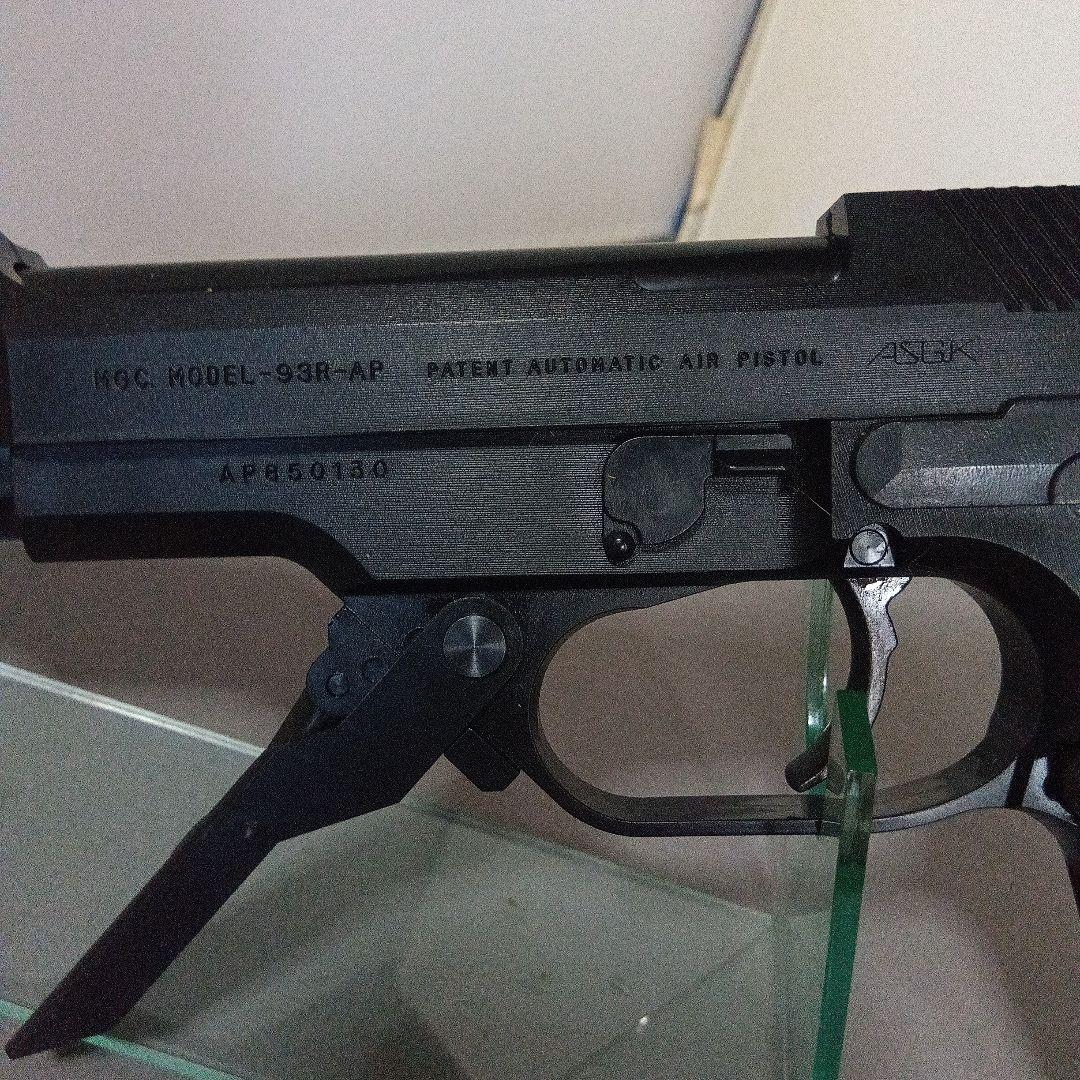 MGC. MODEL-93R-AP PATENT AUTOMATIC AIR PISTOL ASGK
AP850130